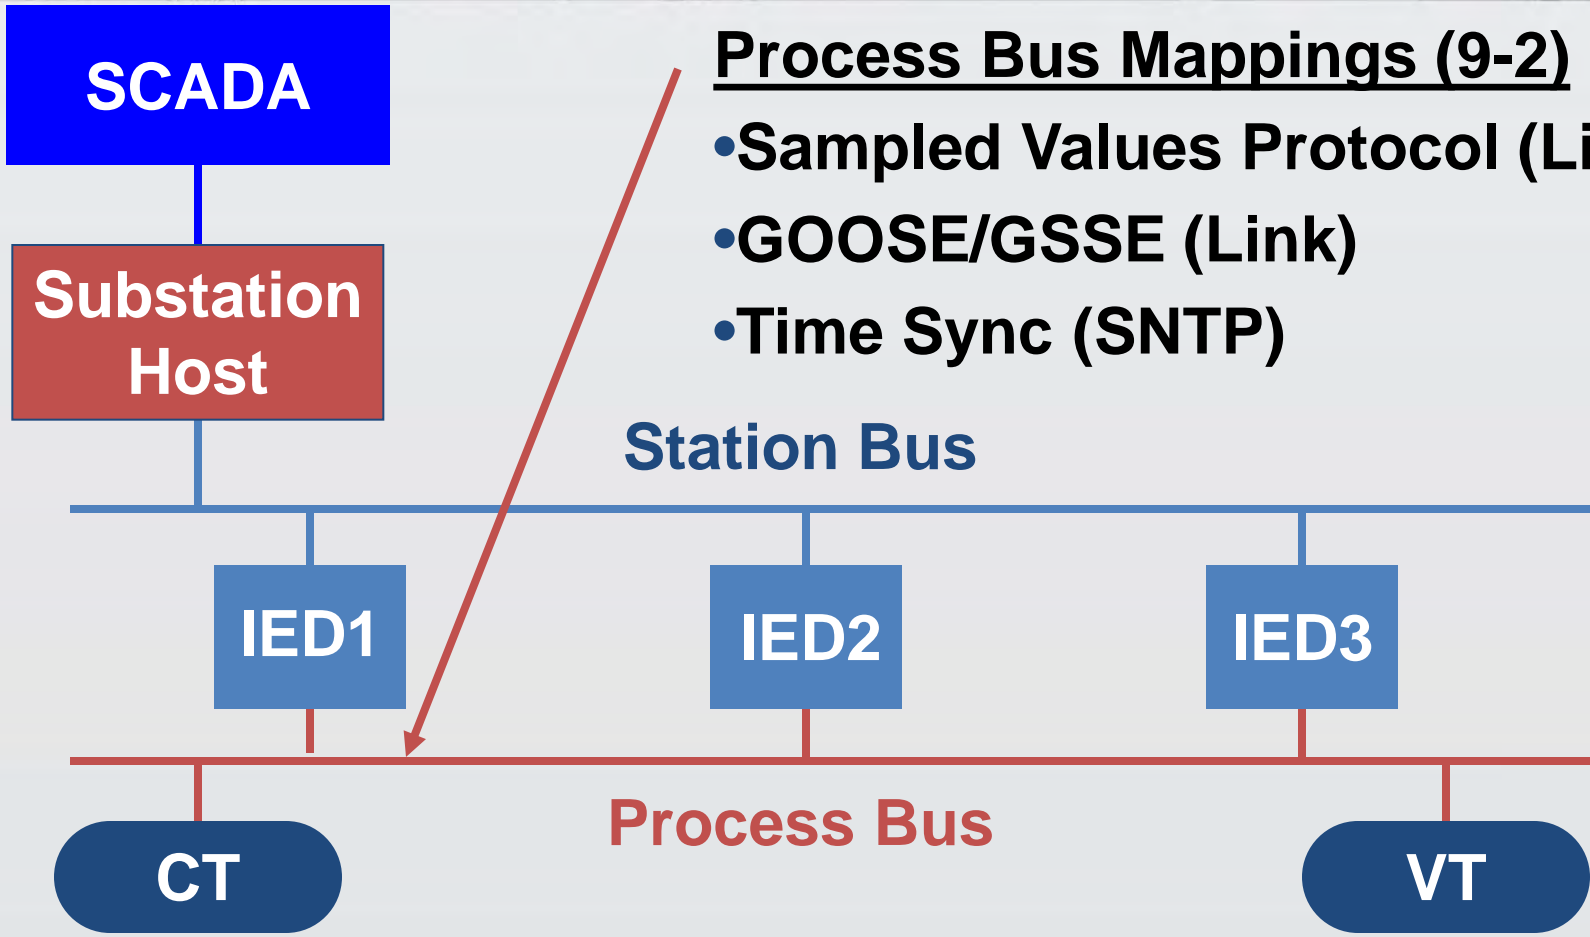 SCADA
Process Bus Mappings (9-2)
•Sampled Values Protocol
•GOOSE/GSSE (Link)
•Time Sync (SNTP)
Substation
Host
Station Bus
IED1
IED2
IED3
Process Bus
CT
VT